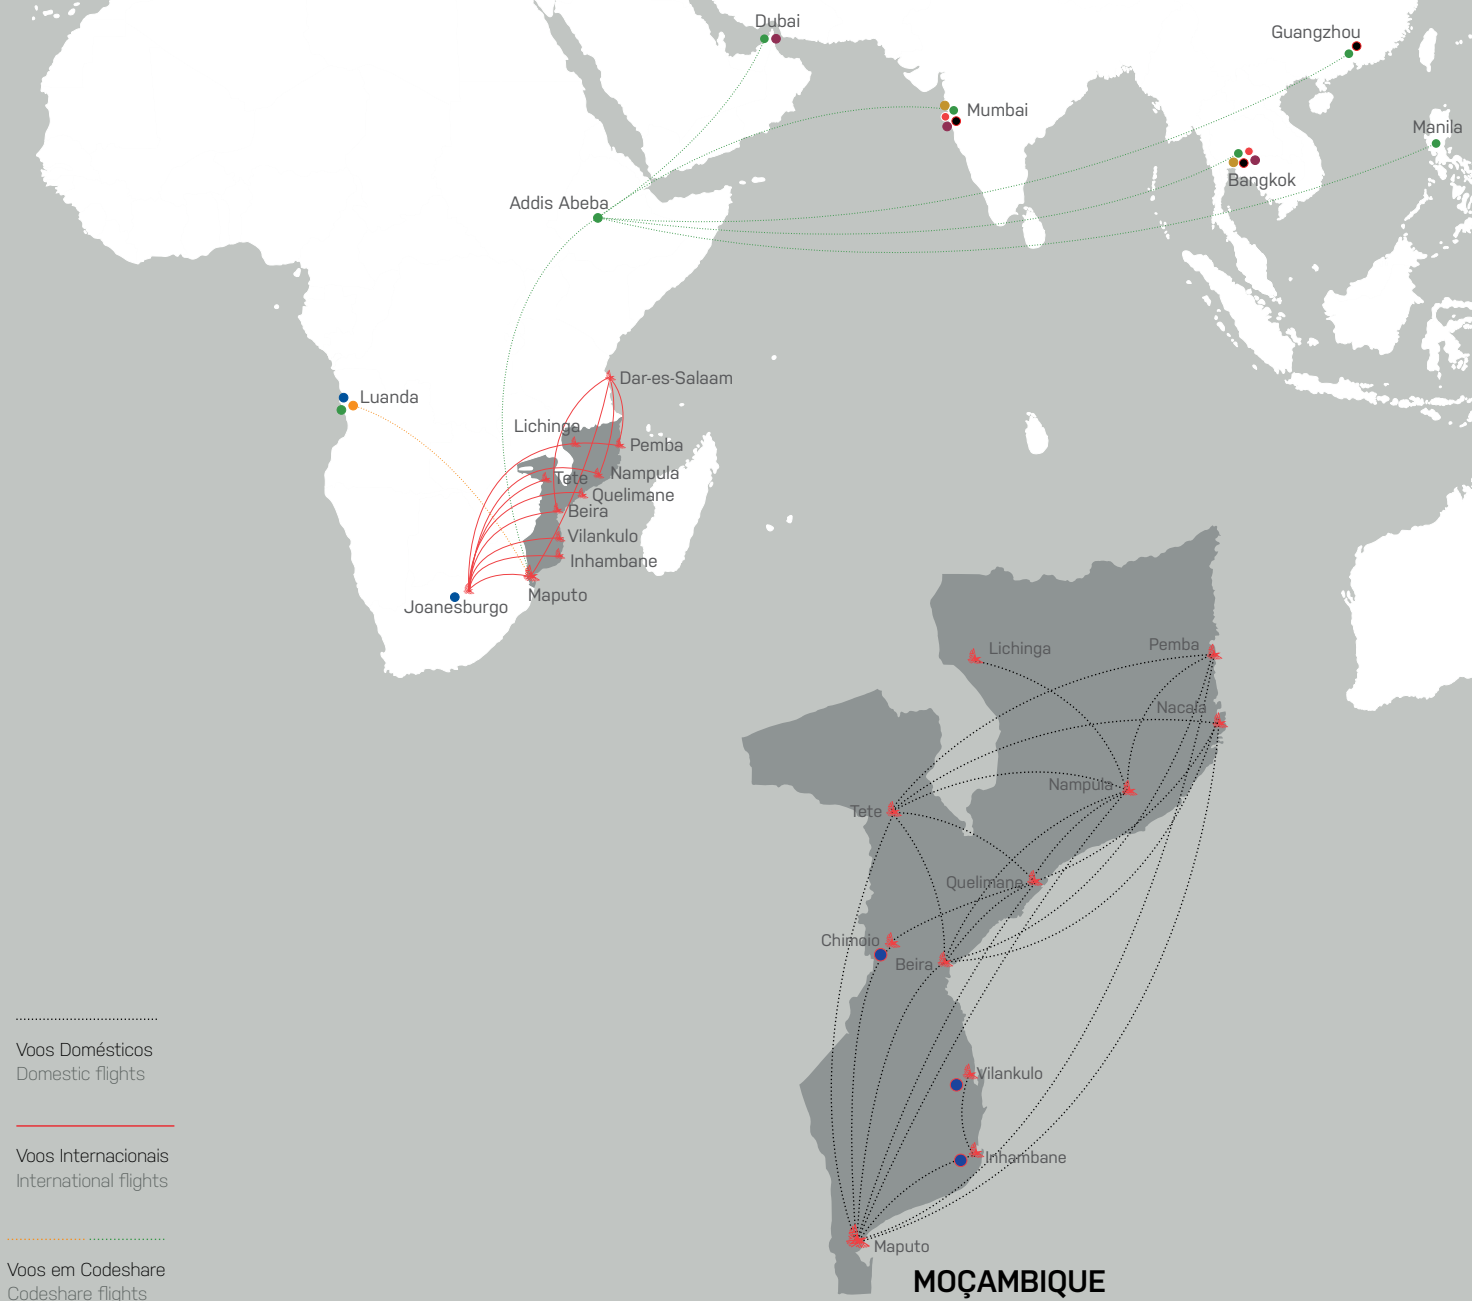 Dubai
Guangzhou
Mumbai
Manila
Bangkok
Addis Abeba
Dar-es-Salaam
Luanda
Lichinga
Pemba
Nampula
Tete
Quelimane
Beira
Vilankulo
Inhambane
Maputo
Joanesburgo
Lichinga
Pemba
Nacala
Nampula
Tete
Quelimane
Chimoio
Beira
Vilankulo
Inhambane
Maputo
MOÇAMBIQUE
Voos Domésticos
Domestic flights
Voos Internacionais
International flights
Voos em Codeshare
Codeshare flights